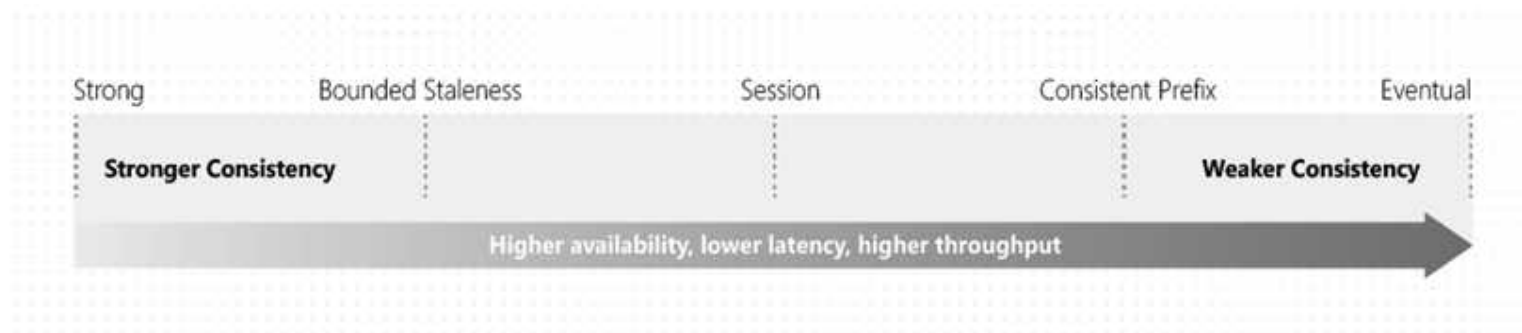 Strong Bounded Staleness Session Consistent Prefix Eventual
Stronger Consistency Weaker Consistency
Higher availability, lower latency, higher throughput